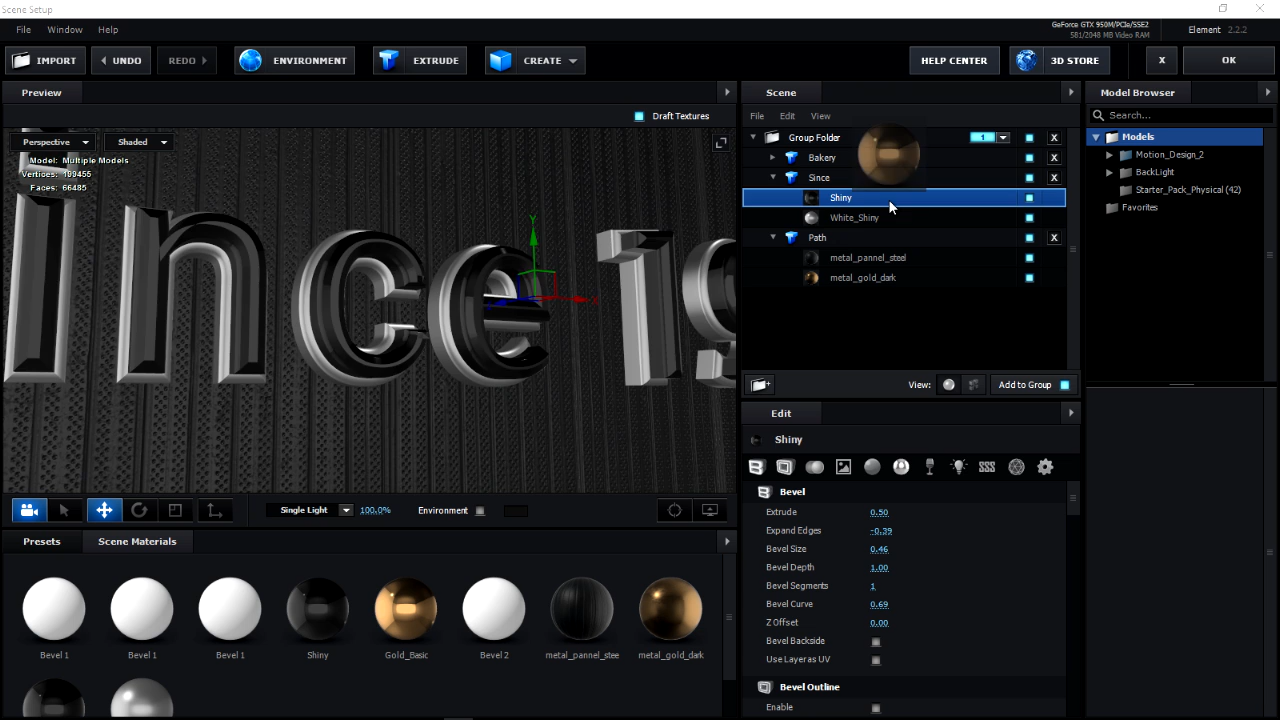 Scene Setup
File Window Help
GeForce GTX 950M/PCIe/SSE2
581/2048 MB Video RAM
Element 2.2.2
IMPORT UNDO REDO ENVIRONMENT EXTRUDE CREATE HELP CENTER 3D STORE X OK
Preview
Draft Textures
Perspective Shaded
Model: Multiple Models
Vertices: 199455
Faces: 66485
ince 19
Y
X
Single Light 100.0% Environment
Presets Scene Materials
Bevel 1 Bevel 1 Bevel 1 Shiny Gold_Basic Bevel 2 metal_pannel_stee metal_gold_dark
Scene
File Edit View
Group Folder 1 X
Bakery X
Since X
Shiny
White_Shiny
Path X
metal_pannel_steel
metal_gold_dark
View: Add to Group
Edit
Shiny
Bevel
Extrude 0.50
Expand Edges -0.39
Bevel Size 0.46
Bevel Depth 1.00
Bevel Segments 1
Bevel Curve 0.69
Z Offset 0.00
Bevel Backside
Use Layer as UV
Bevel Outline
Enable
Model Browser
Search...
Models
Motion_Design_2
BackLight
Starter_Pack_Physical (42)
Favorites